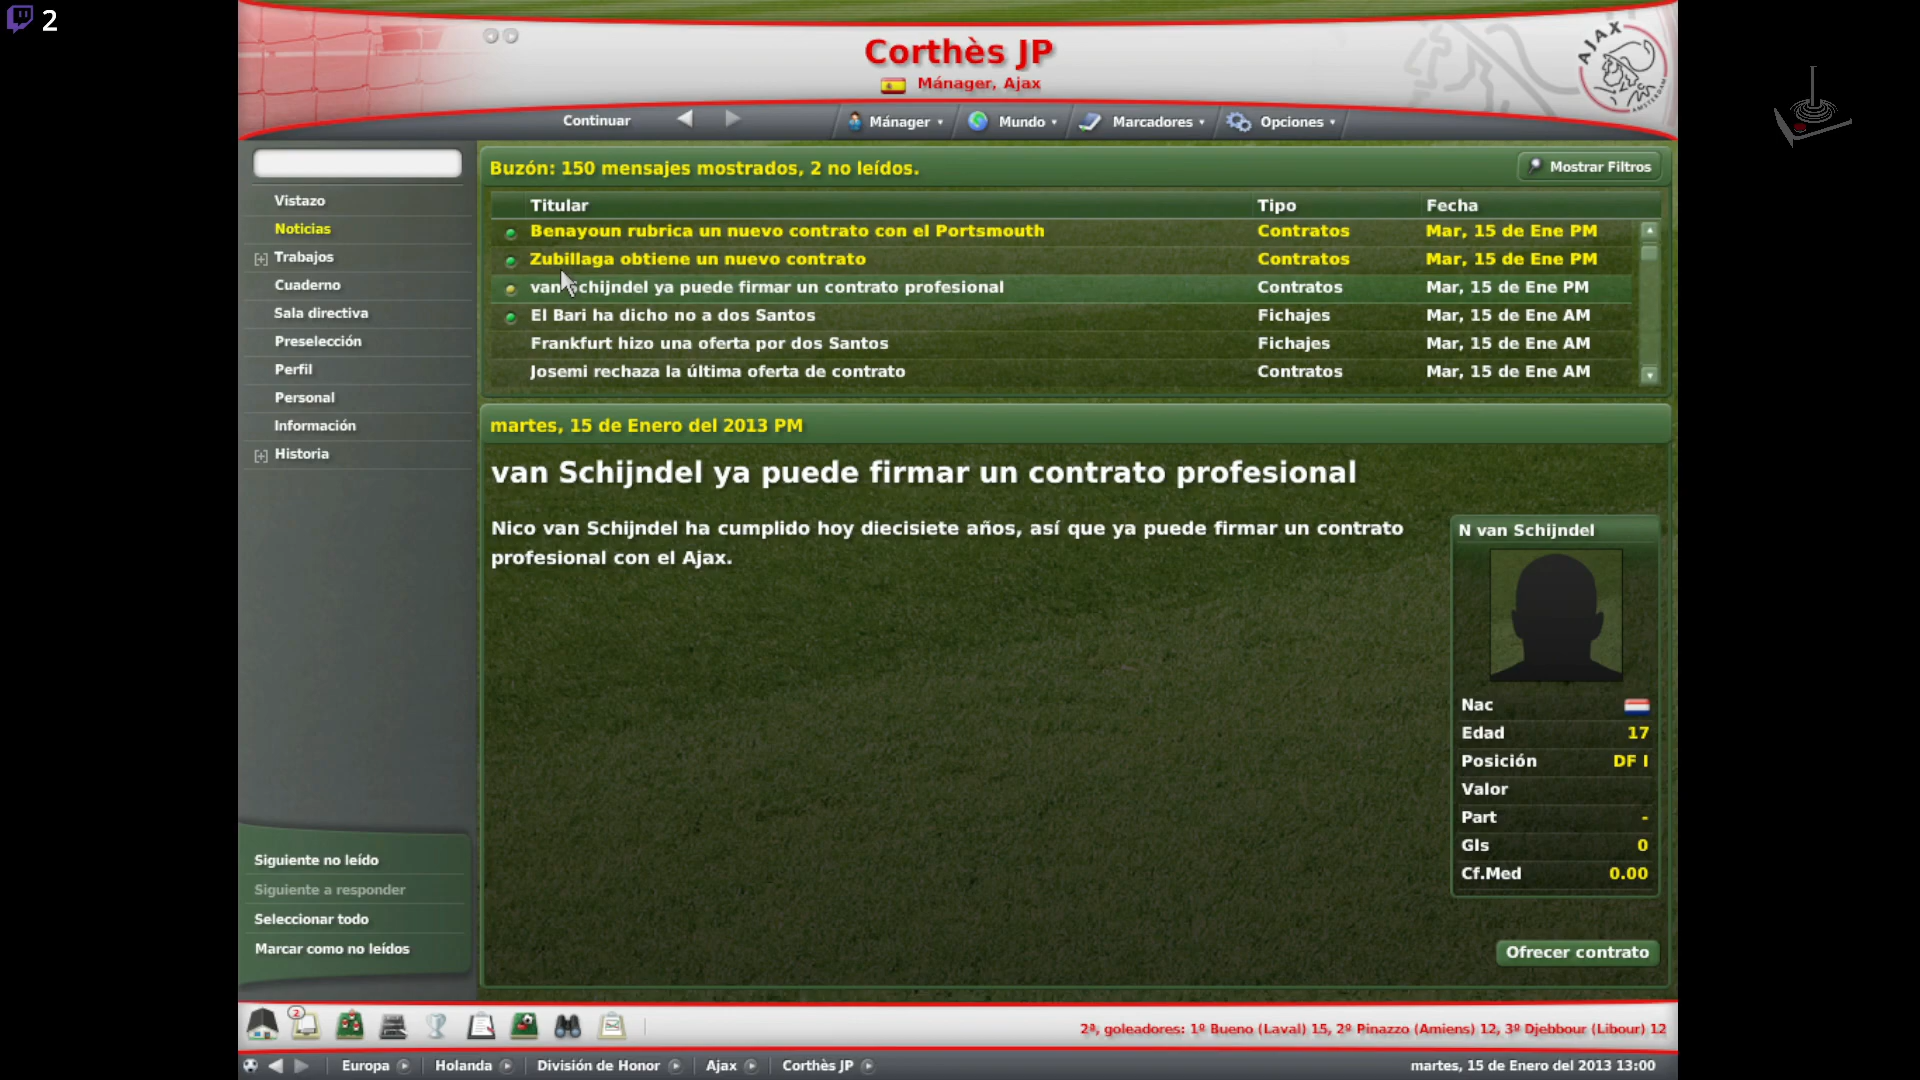 2
Corthès JP
Mánager, Ajax
AJAX
AMSTERDAM
Continuar
Mánager
Mundo
Marcadores
Opciones
Vistazo
Noticias
[+] Trabajos
Cuaderno
Sala directiva
Preselección
Perfil
Personal
Información
[+] Historia
Buzón: 150 mensajes mostrados, 2 no leídos.
Mostrar Filtros
Titular Tipo Fecha
Benayoun rubrica un nuevo contrato con el Portsmouth Contratos Mar, 15 de Ene PM
Zubillaga obtiene un nuevo contrato Contratos Mar, 15 de Ene PM
van Schijndel ya puede firmar un contrato profesional Contratos Mar, 15 de Ene PM
El Bari ha dicho no a dos Santos Fichajes Mar, 15 de Ene AM
Frankfurt hizo una oferta por dos Santos Fichajes Mar, 15 de Ene AM
Josemi rechaza la última oferta de contrato Contratos Mar, 15 de Ene AM
martes, 15 de Enero del 2013 PM
van Schijndel ya puede firmar un contrato profesional
Nico van Schijndel ha cumplido hoy diecisiete años, así que ya puede firmar un contrato
profesional con el Ajax.
N van Schijndel
Nac
Edad 17
Posición DF I
Valor
Part -
Gls 0
Cf.Med 0.00
Ofrecer contrato
Siguiente no leído
Siguiente a responder
Seleccionar todo
Marcar como no leídos
2
2ª, goleadores: 1º Bueno (Laval) 15, 2º Pinazzo (Amiens) 12, 3º Djebbour (Libour) 12
Europa
Holanda
División de Honor
Ajax
Corthès JP
martes, 15 de Enero del 2013 13:00